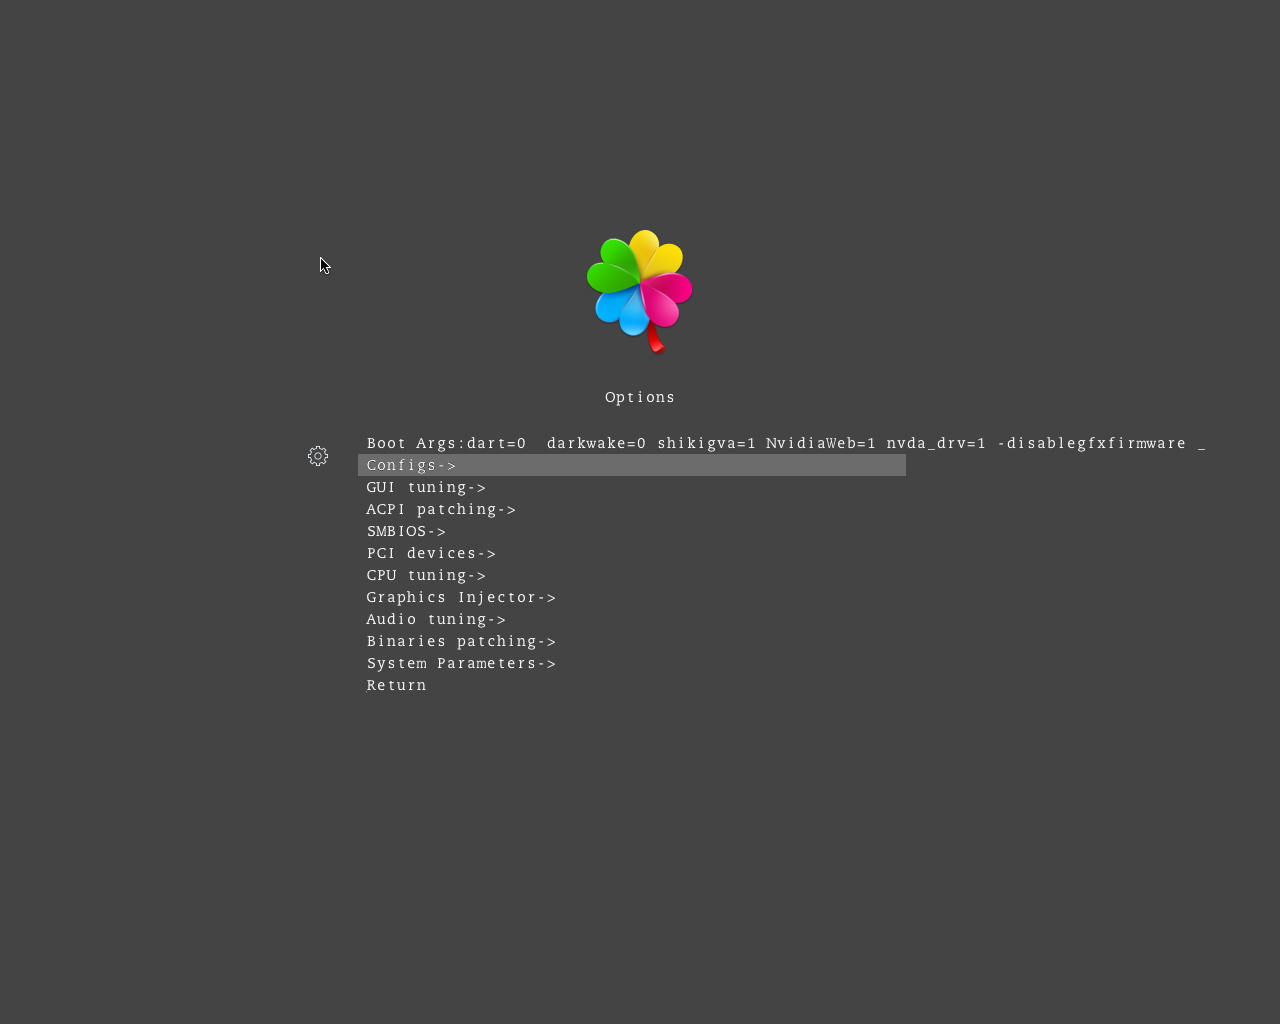 Options
Boot Args:dart=0  darkwake=0 shikigva=1 NvidiaWeb=1 nvda_drv=1 -disablegfxfirmware _
Configs->
GUI tuning->
ACPI patching->
SMBIOS->
PCI devices->
CPU tuning->
Graphics Injector->
Audio tuning->
Binaries patching->
System Parameters->
Return